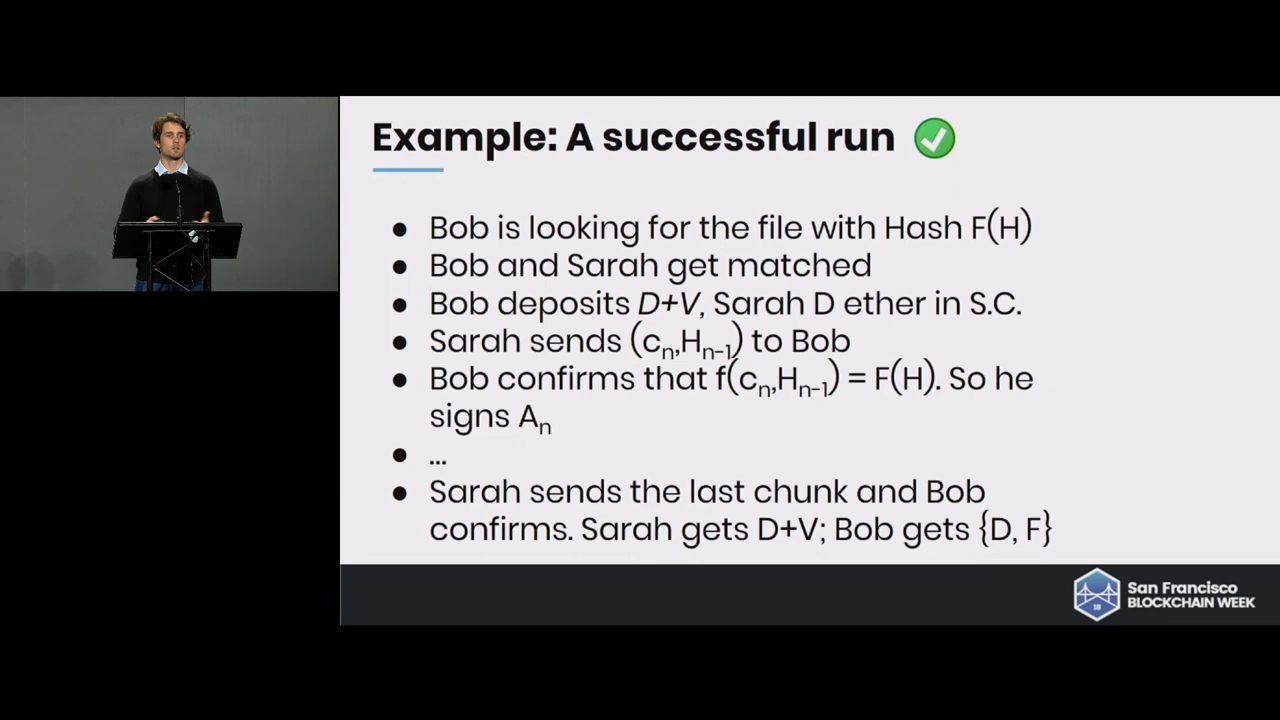 Example: A successful run
● Bob is looking for the file with Hash F(H)
● Bob and Sarah get matched
● Bob deposits D+V, Sarah D ether in S.C.
● Sarah sends (cₙ,Hₙ₋₁) to Bob
● Bob confirms that f(cₙ,Hₙ₋₁) = F(H). So he
signs Aₙ
● ...
● Sarah sends the last chunk and Bob
confirms. Sarah gets D+V; Bob gets {D, F}
18
San Francisco
BLOCKCHAIN WEEK